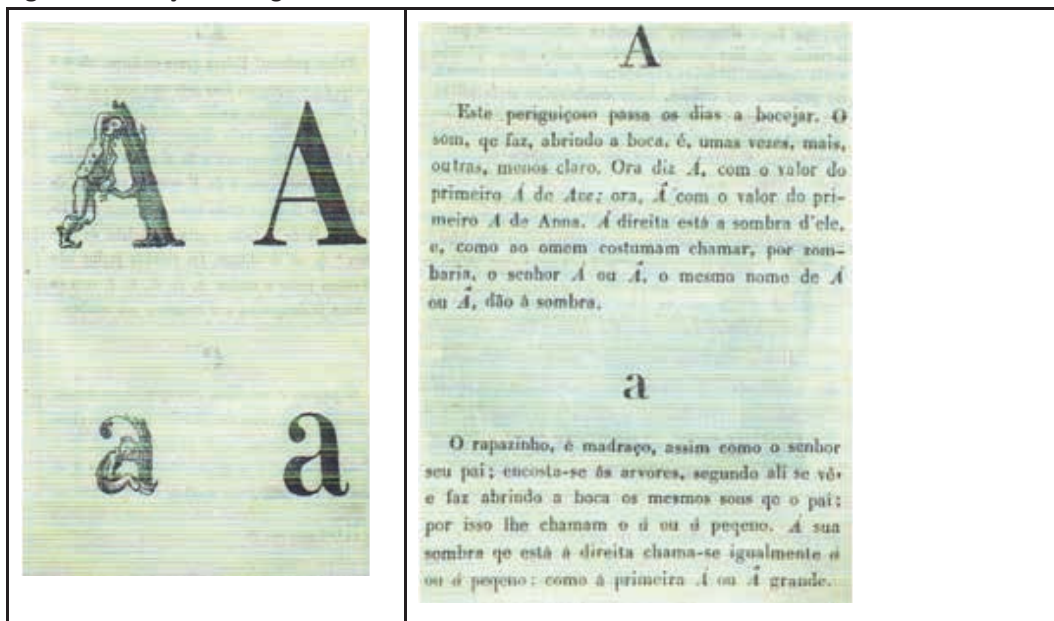 A A
a a
A
Este periguiçoso passa os dias a bocejar. O
som, qe faz, abrindo a boca, é, umas vezes, mais,
outras, menos claro. Ora diz Á, com o valor do
primeiro A de Ave; ora, Â com o valor do pri-
meiro A de Anna. Á direita está a sombra d'ele,
e, como ao omem costumam chamar, por zom-
baria, o senhor Á ou Â, o mesmo nome de Á
ou Â, dão à sombra.
a
O rapazinho, é madraço, assim como o senhor
seu pai; encosta-se ás arvores, segundo ali se vê,
e faz abrindo a boca os mesmos sons qe o pai;
por isso lhe chamam o á ou â peqeno. Á sua
sombra qe está á direita chama-se igualmente á
ou â peqeno: como á primeira Á ou Â grande.